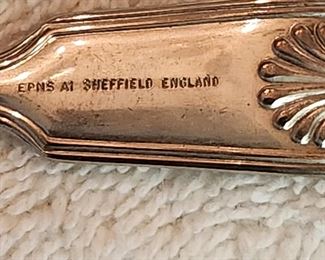 EPNS A1 SHEFFIELD ENGLAND